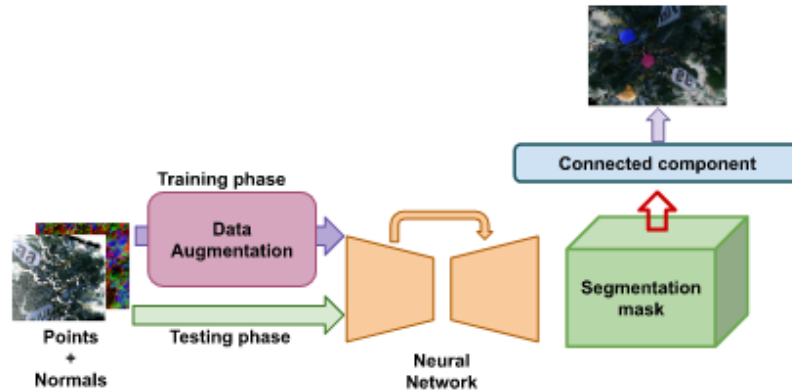 Training phase
Data
Augmentation
Testing phase
Points
+
Normals
Neural
Network
Segmentation
mask
Connected component